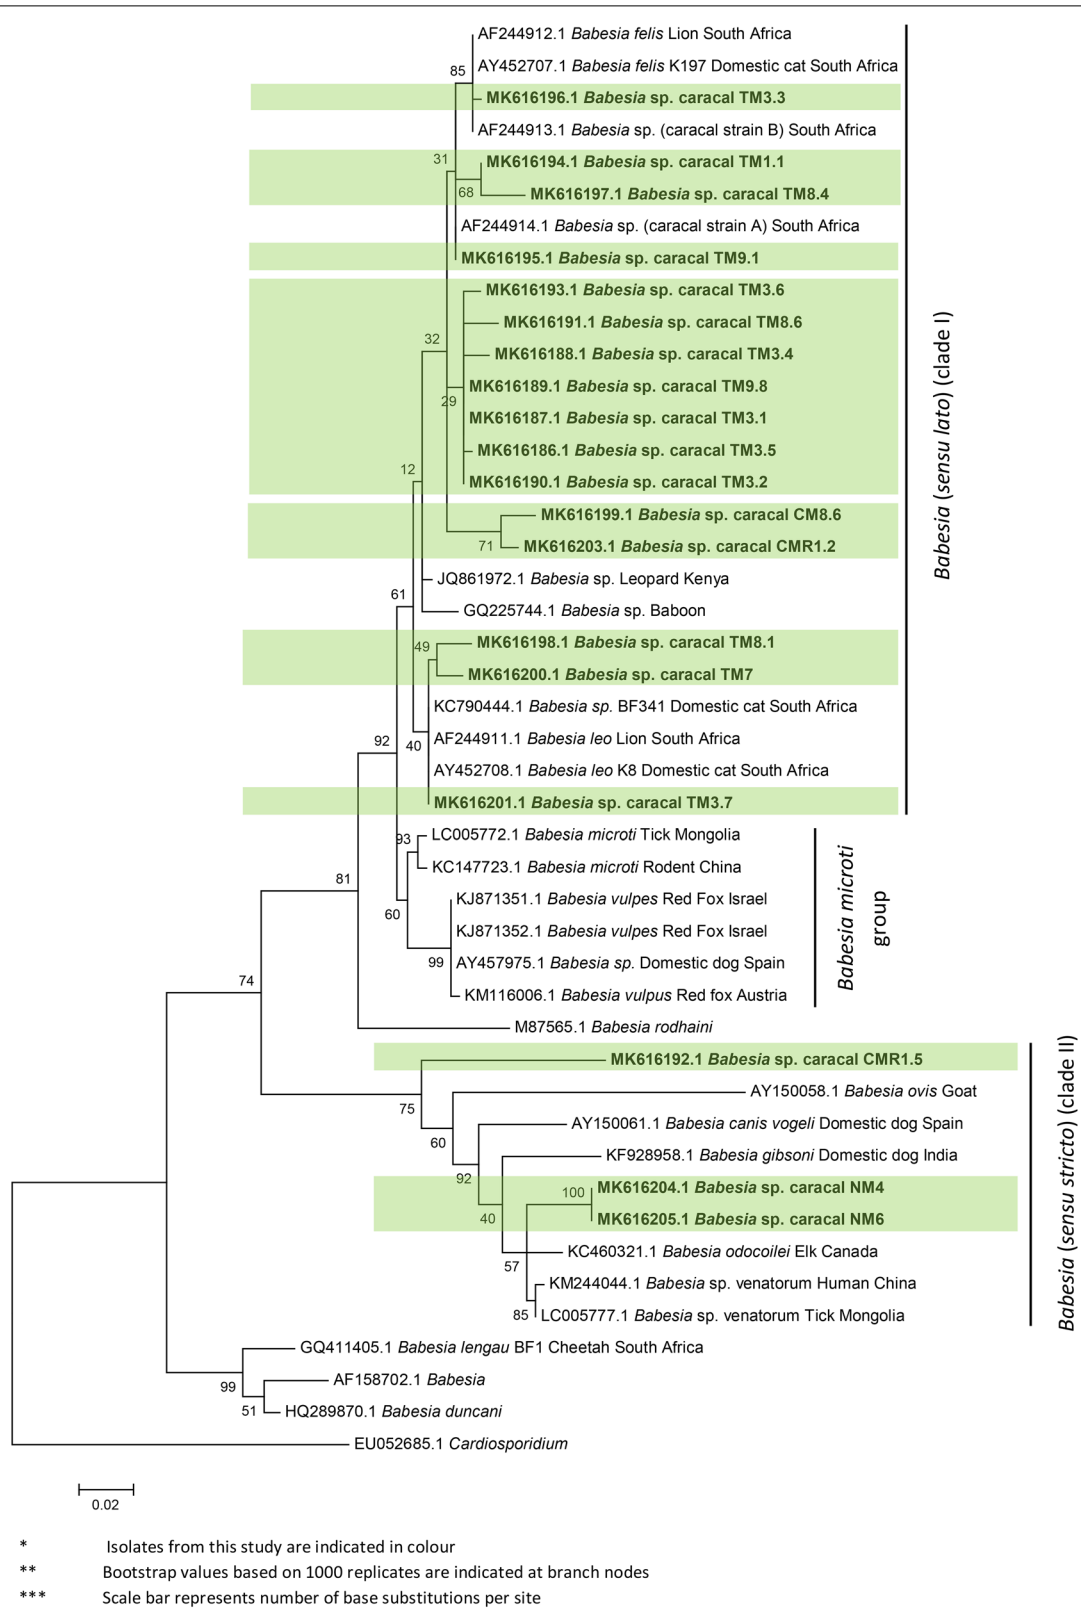 AF244912.1 Babesia felis Lion South Africa
85
AY452707.1 Babesia felis K197 Domestic cat South Africa
MK616196.1 Babesia sp. caracal TM3.3
AF244913.1 Babesia sp. (caracal strain B) South Africa
31
MK616194.1 Babesia sp. caracal TM1.1
68
MK616197.1 Babesia sp. caracal TM8.4
AF244914.1 Babesia sp. (caracal strain A) South Africa
MK616195.1 Babesia sp. caracal TM9.1
MK616193.1 Babesia sp. caracal TM3.6
MK616191.1 Babesia sp. caracal TM8.6
32
MK616188.1 Babesia sp. caracal TM3.4
MK616189.1 Babesia sp. caracal TM9.8
29
MK616187.1 Babesia sp. caracal TM3.1
MK616186.1 Babesia sp. caracal TM3.5
12
MK616190.1 Babesia sp. caracal TM3.2
MK616199.1 Babesia sp. caracal CM8.6
71
MK616203.1 Babesia sp. caracal CMR1.2
JQ861972.1 Babesia sp. Leopard Kenya
61
GQ225744.1 Babesia sp. Baboon
MK616198.1 Babesia sp. caracal TM8.1
49
MK616200.1 Babesia sp. caracal TM7
KC790444.1 Babesia sp. BF341 Domestic cat South Africa
92
40
AF244911.1 Babesia leo Lion South Africa
AY452708.1 Babesia leo K8 Domestic cat South Africa
MK616201.1 Babesia sp. caracal TM3.7
Babesia (sensu lato) (clade I)
93
LC005772.1 Babesia microti Tick Mongolia
KC147723.1 Babesia microti Rodent China
81
KJ871351.1 Babesia vulpes Red Fox Israel
60
KJ871352.1 Babesia vulpes Red Fox Israel
99
AY457975.1 Babesia sp. Domestic dog Spain
KM116006.1 Babesia vulpus Red fox Austria
Babesia microti
group
74
M87565.1 Babesia rodhaini
MK616192.1 Babesia sp. caracal CMR1.5
75
AY150058.1 Babesia ovis Goat
AY150061.1 Babesia canis vogeli Domestic dog Spain
60
KF928958.1 Babesia gibsoni Domestic dog India
92
100
MK616204.1 Babesia sp. caracal NM4
40
MK616205.1 Babesia sp. caracal NM6
KC460321.1 Babesia odocoilei Elk Canada
57
KM244044.1 Babesia sp. venatorum Human China
85
LC005777.1 Babesia sp. venatorum Tick Mongolia
Babesia (sensu stricto) (clade II)
GQ411405.1 Babesia lengau BF1 Cheetah South Africa
99
AF158702.1 Babesia
51
HQ289870.1 Babesia duncani
EU052685.1 Cardiosporidium
0.02
* Isolates from this study are indicated in colour
** Bootstrap values based on 1000 replicates are indicated at branch nodes
*** Scale bar represents number of base substitutions per site